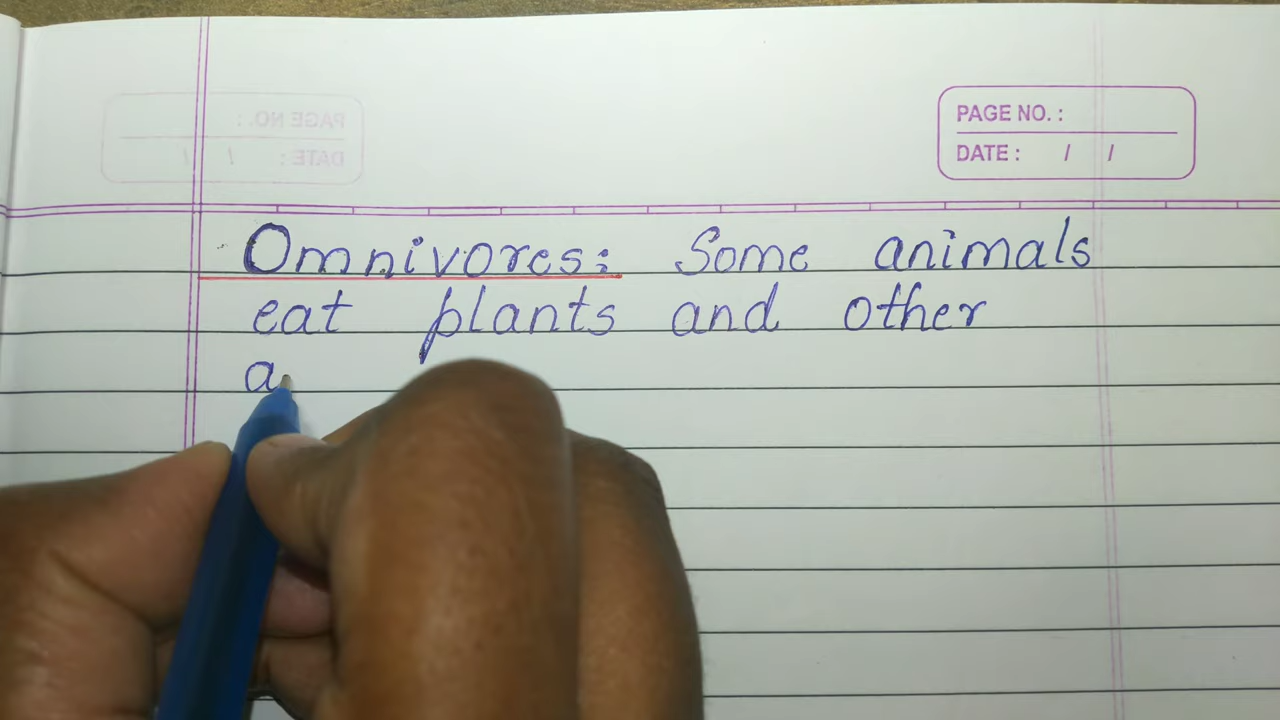 PAGE NO. :
DATE : / /
Omnivores: Some animals
eat plants and other
a